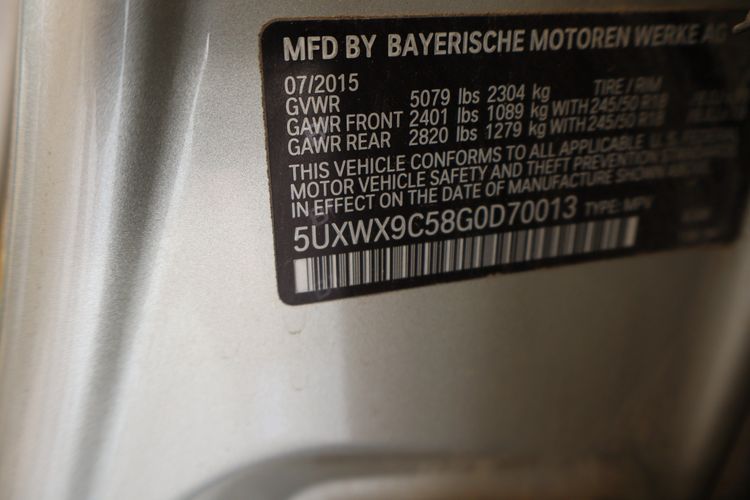 MFD BY BAYERISCHE MOTOREN WERKE AG
07/2015 TIRE / RIM
GVWR 5079 lbs 2304 kg
GAWR FRONT 2401 lbs 1089 kg WITH 245/50 R18
GAWR REAR 2820 lbs 1279 kg WITH 245/50 R18
THIS VEHICLE CONFORMS TO ALL APPLICABLE U.S. FEDERAL
MOTOR VEHICLE SAFETY AND THEFT PREVENTION STANDARDS
IN EFFECT ON THE DATE OF MANUFACTURE SHOWN ABOVE.
5UXWX9C58G0D70013 TYPE: MPV